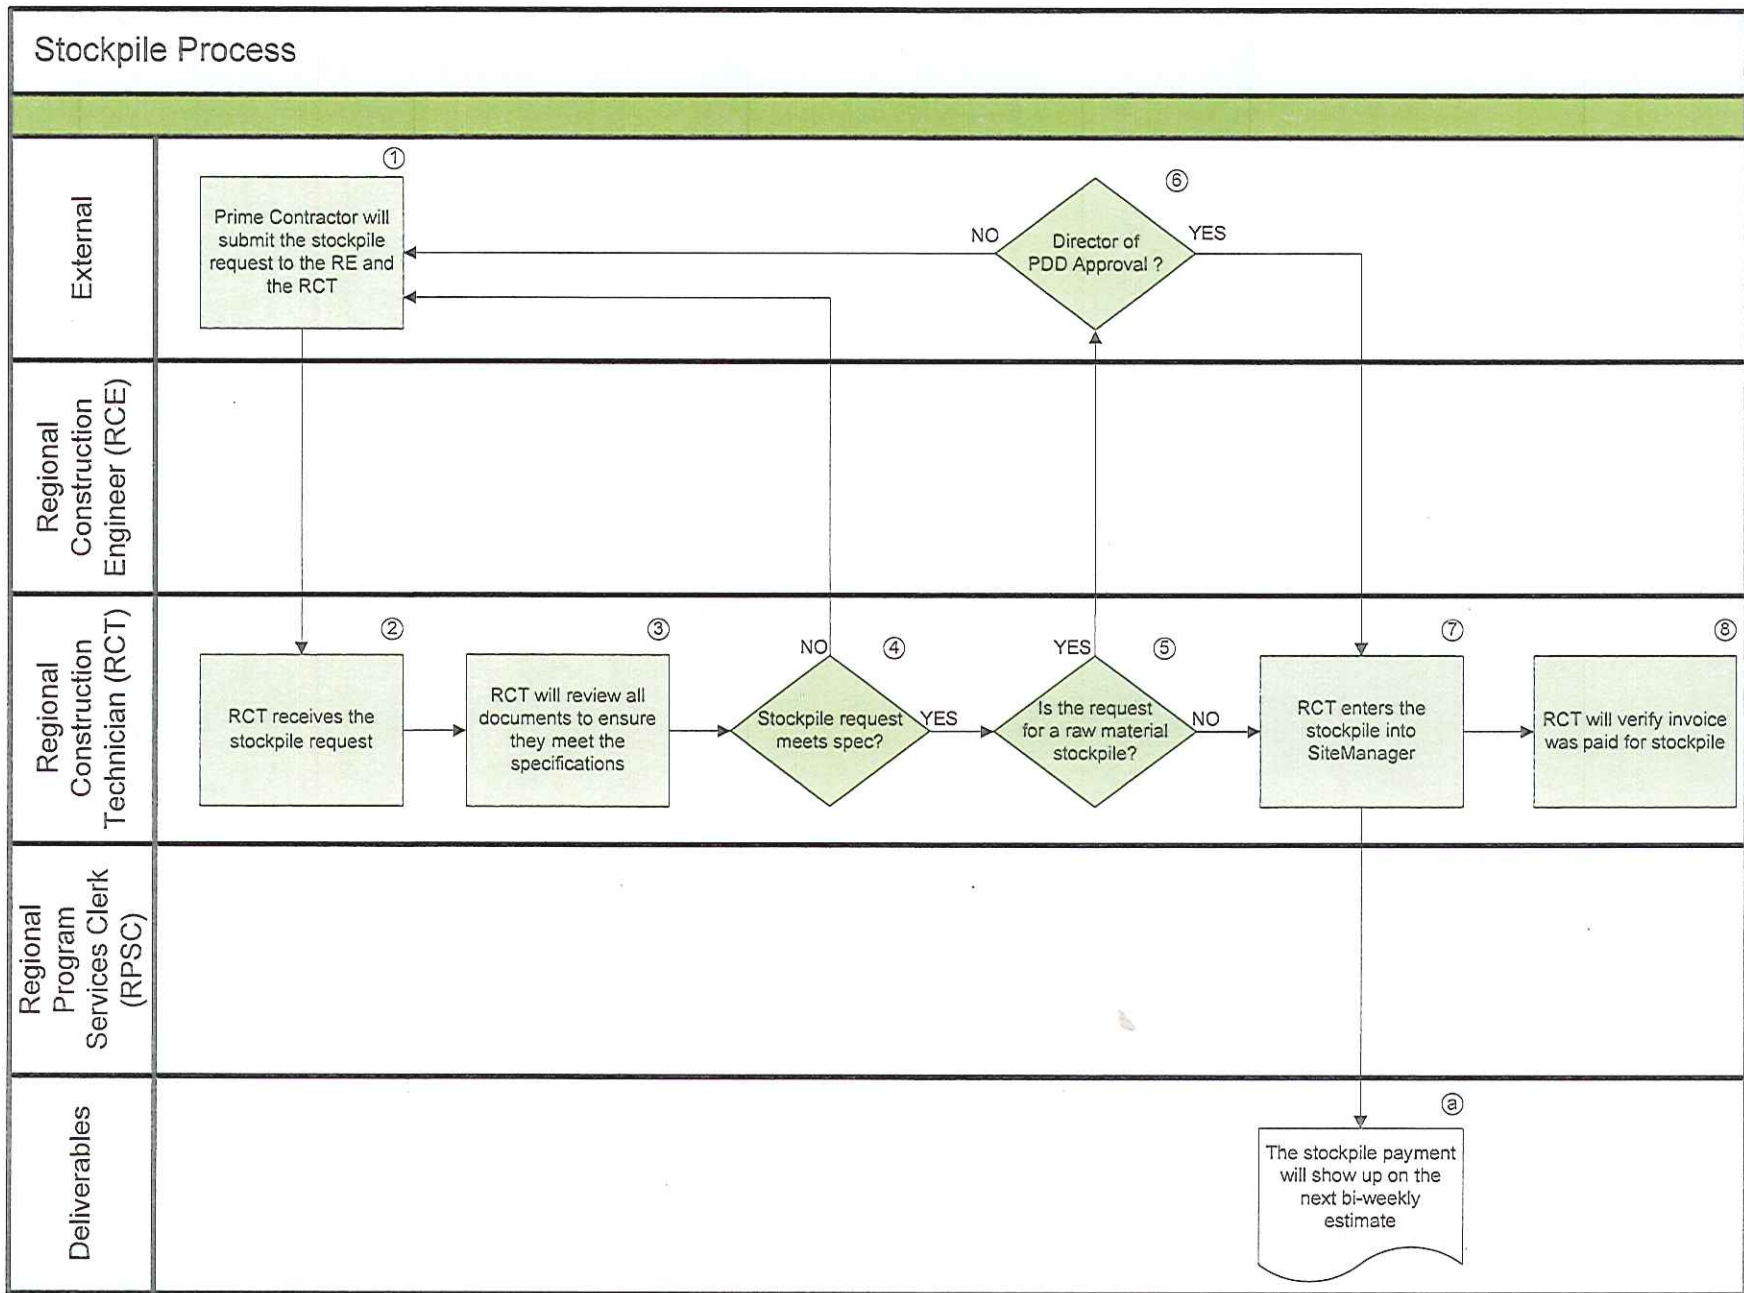 Stockpile Process
External
①
Prime Contractor will
submit the stockpile
request to the RE and
the RCT
⑥
NO
Director of
PDD Approval ?
YES
Regional
Construction
Engineer (RCE)
Regional
Construction
Technician (RCT)
②
RCT receives the
stockpile request
③
RCT will review all
documents to ensure
they meet the
specifications
NO
④
Stockpile request
meets spec?
YES
YES
⑤
Is the request
for a raw material
stockpile?
NO
⑦
RCT enters the
stockpile into
SiteManager
⑧
RCT will verify invoice
was paid for stockpile
Regional
Program
Services Clerk
(RPSC)
Deliverables
ⓐ
The stockpile payment
will show up on the
next bi-weekly
estimate